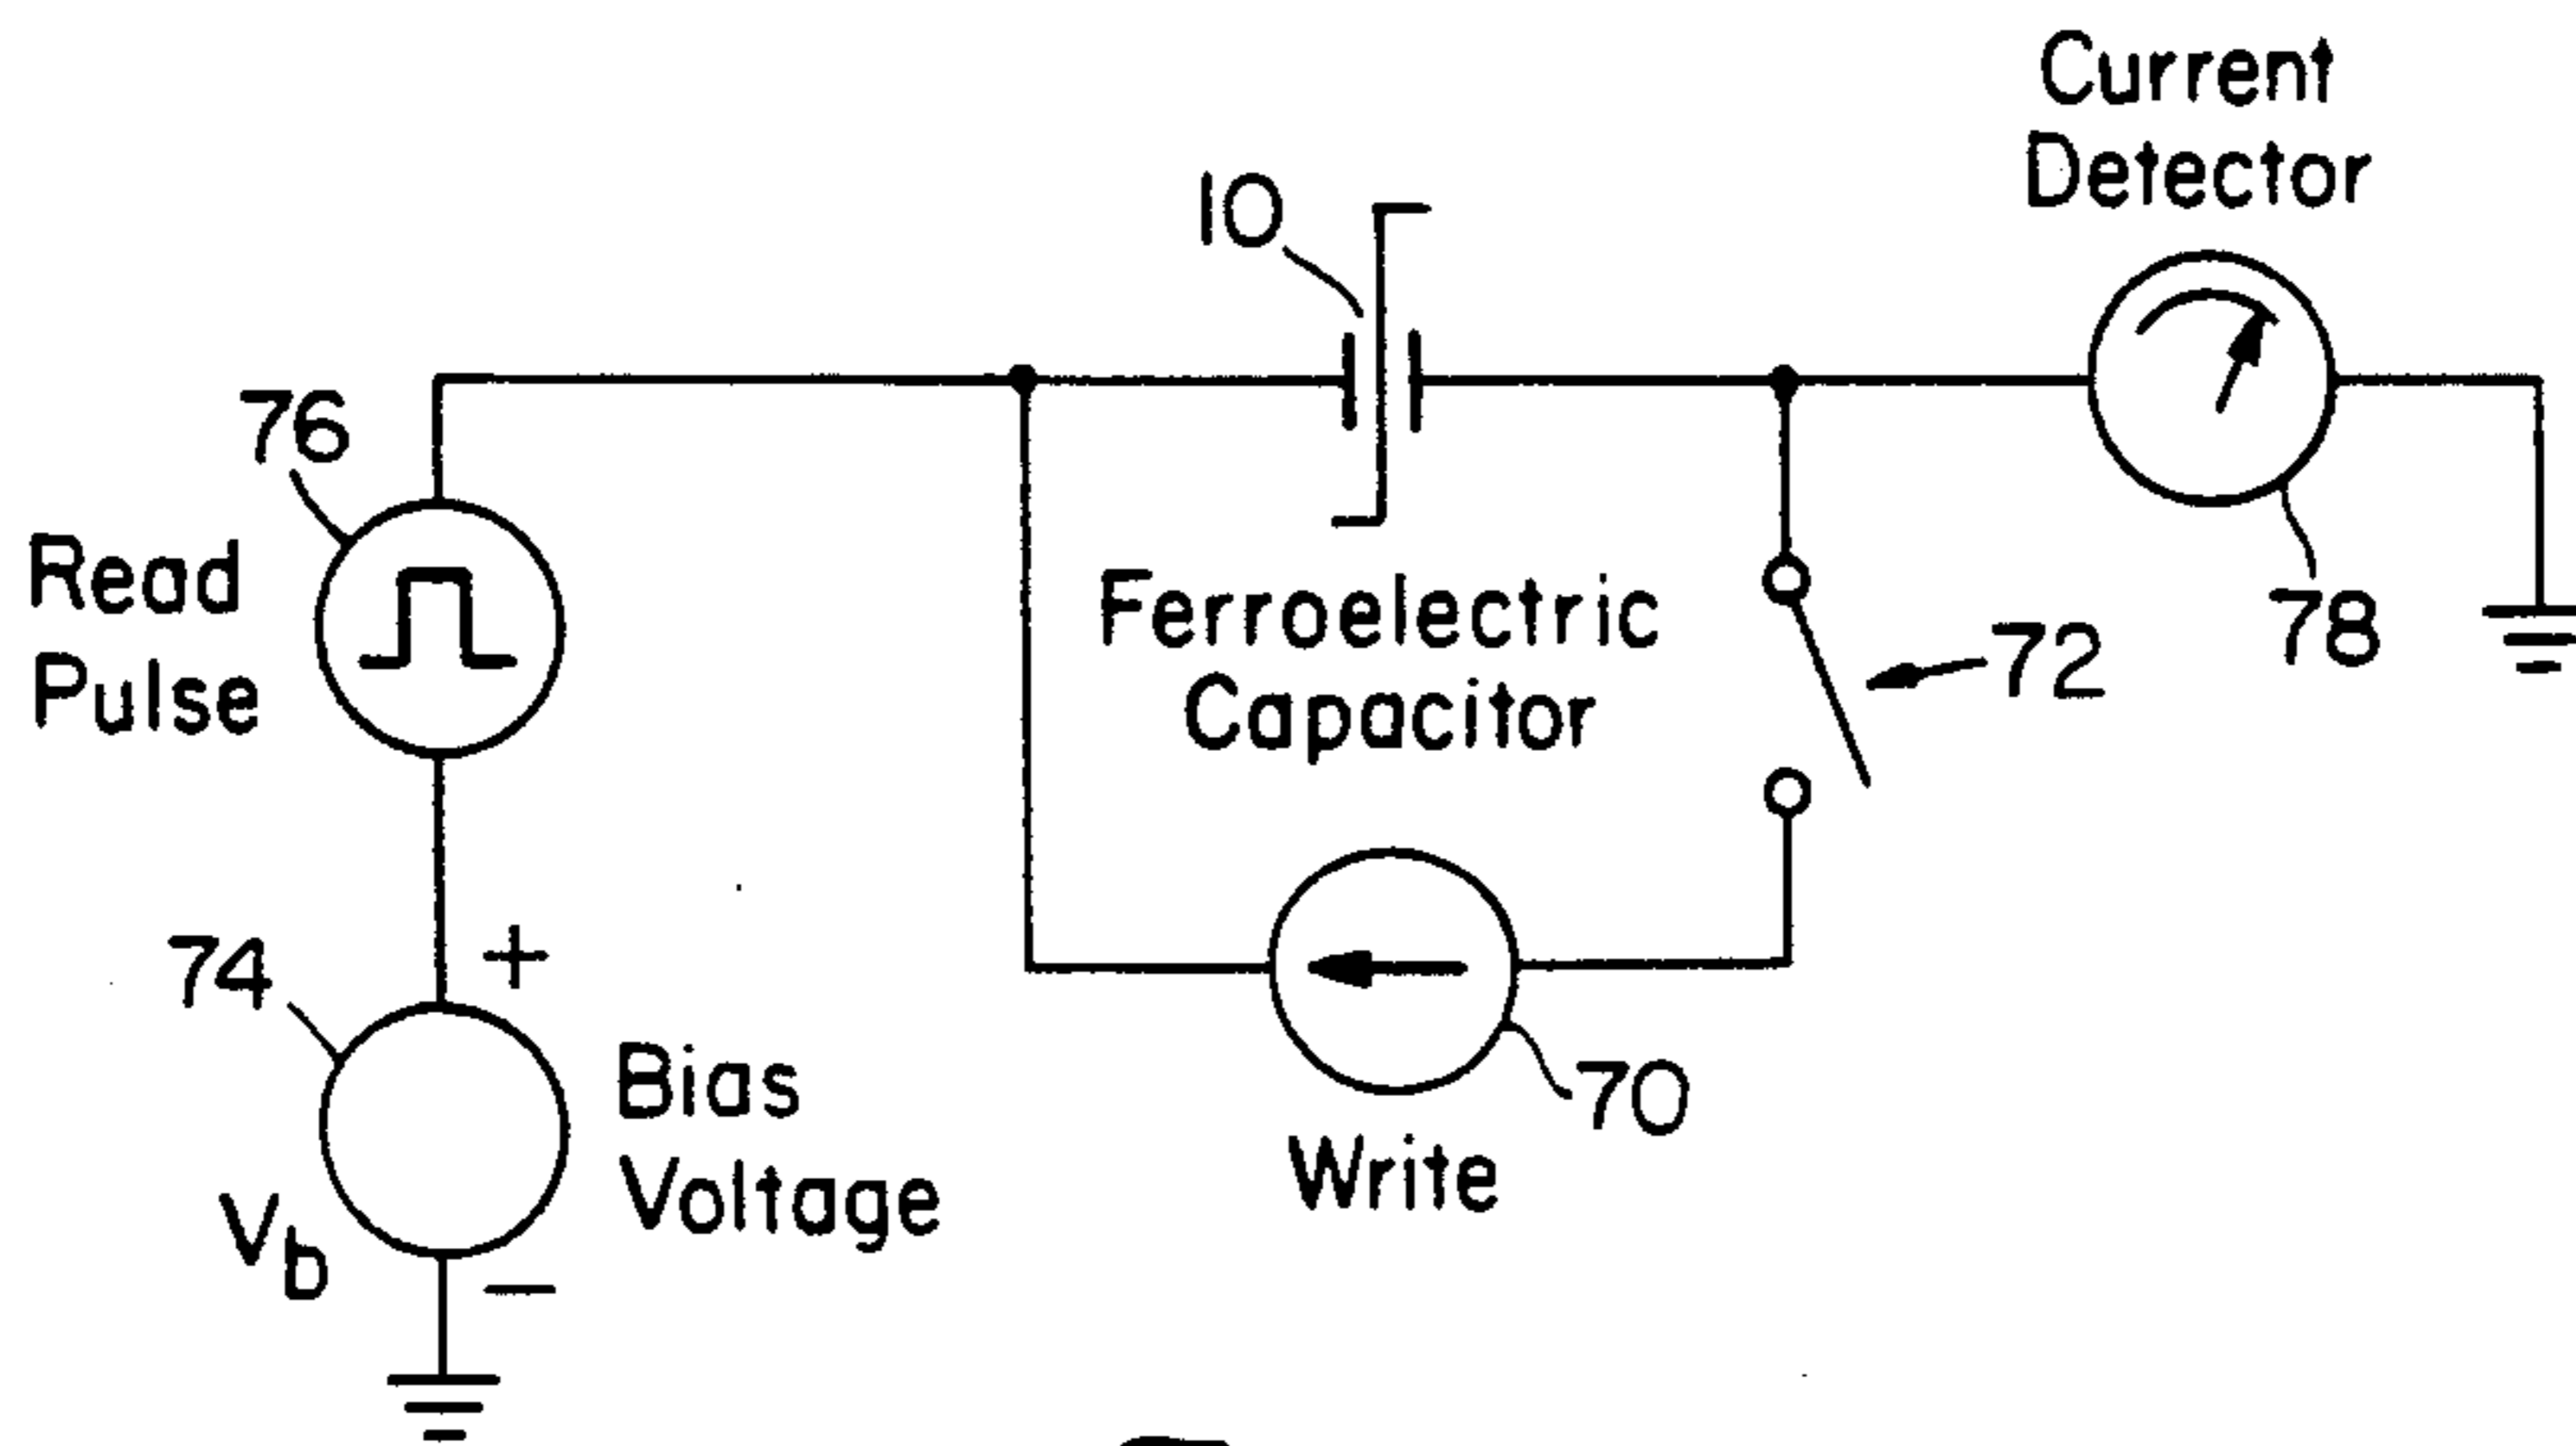 Current
Detector
10
76
Read
Pulse
Ferroelectric
Capacitor
72
78
74
+
Bias
Voltage
Vb
−
70
Write